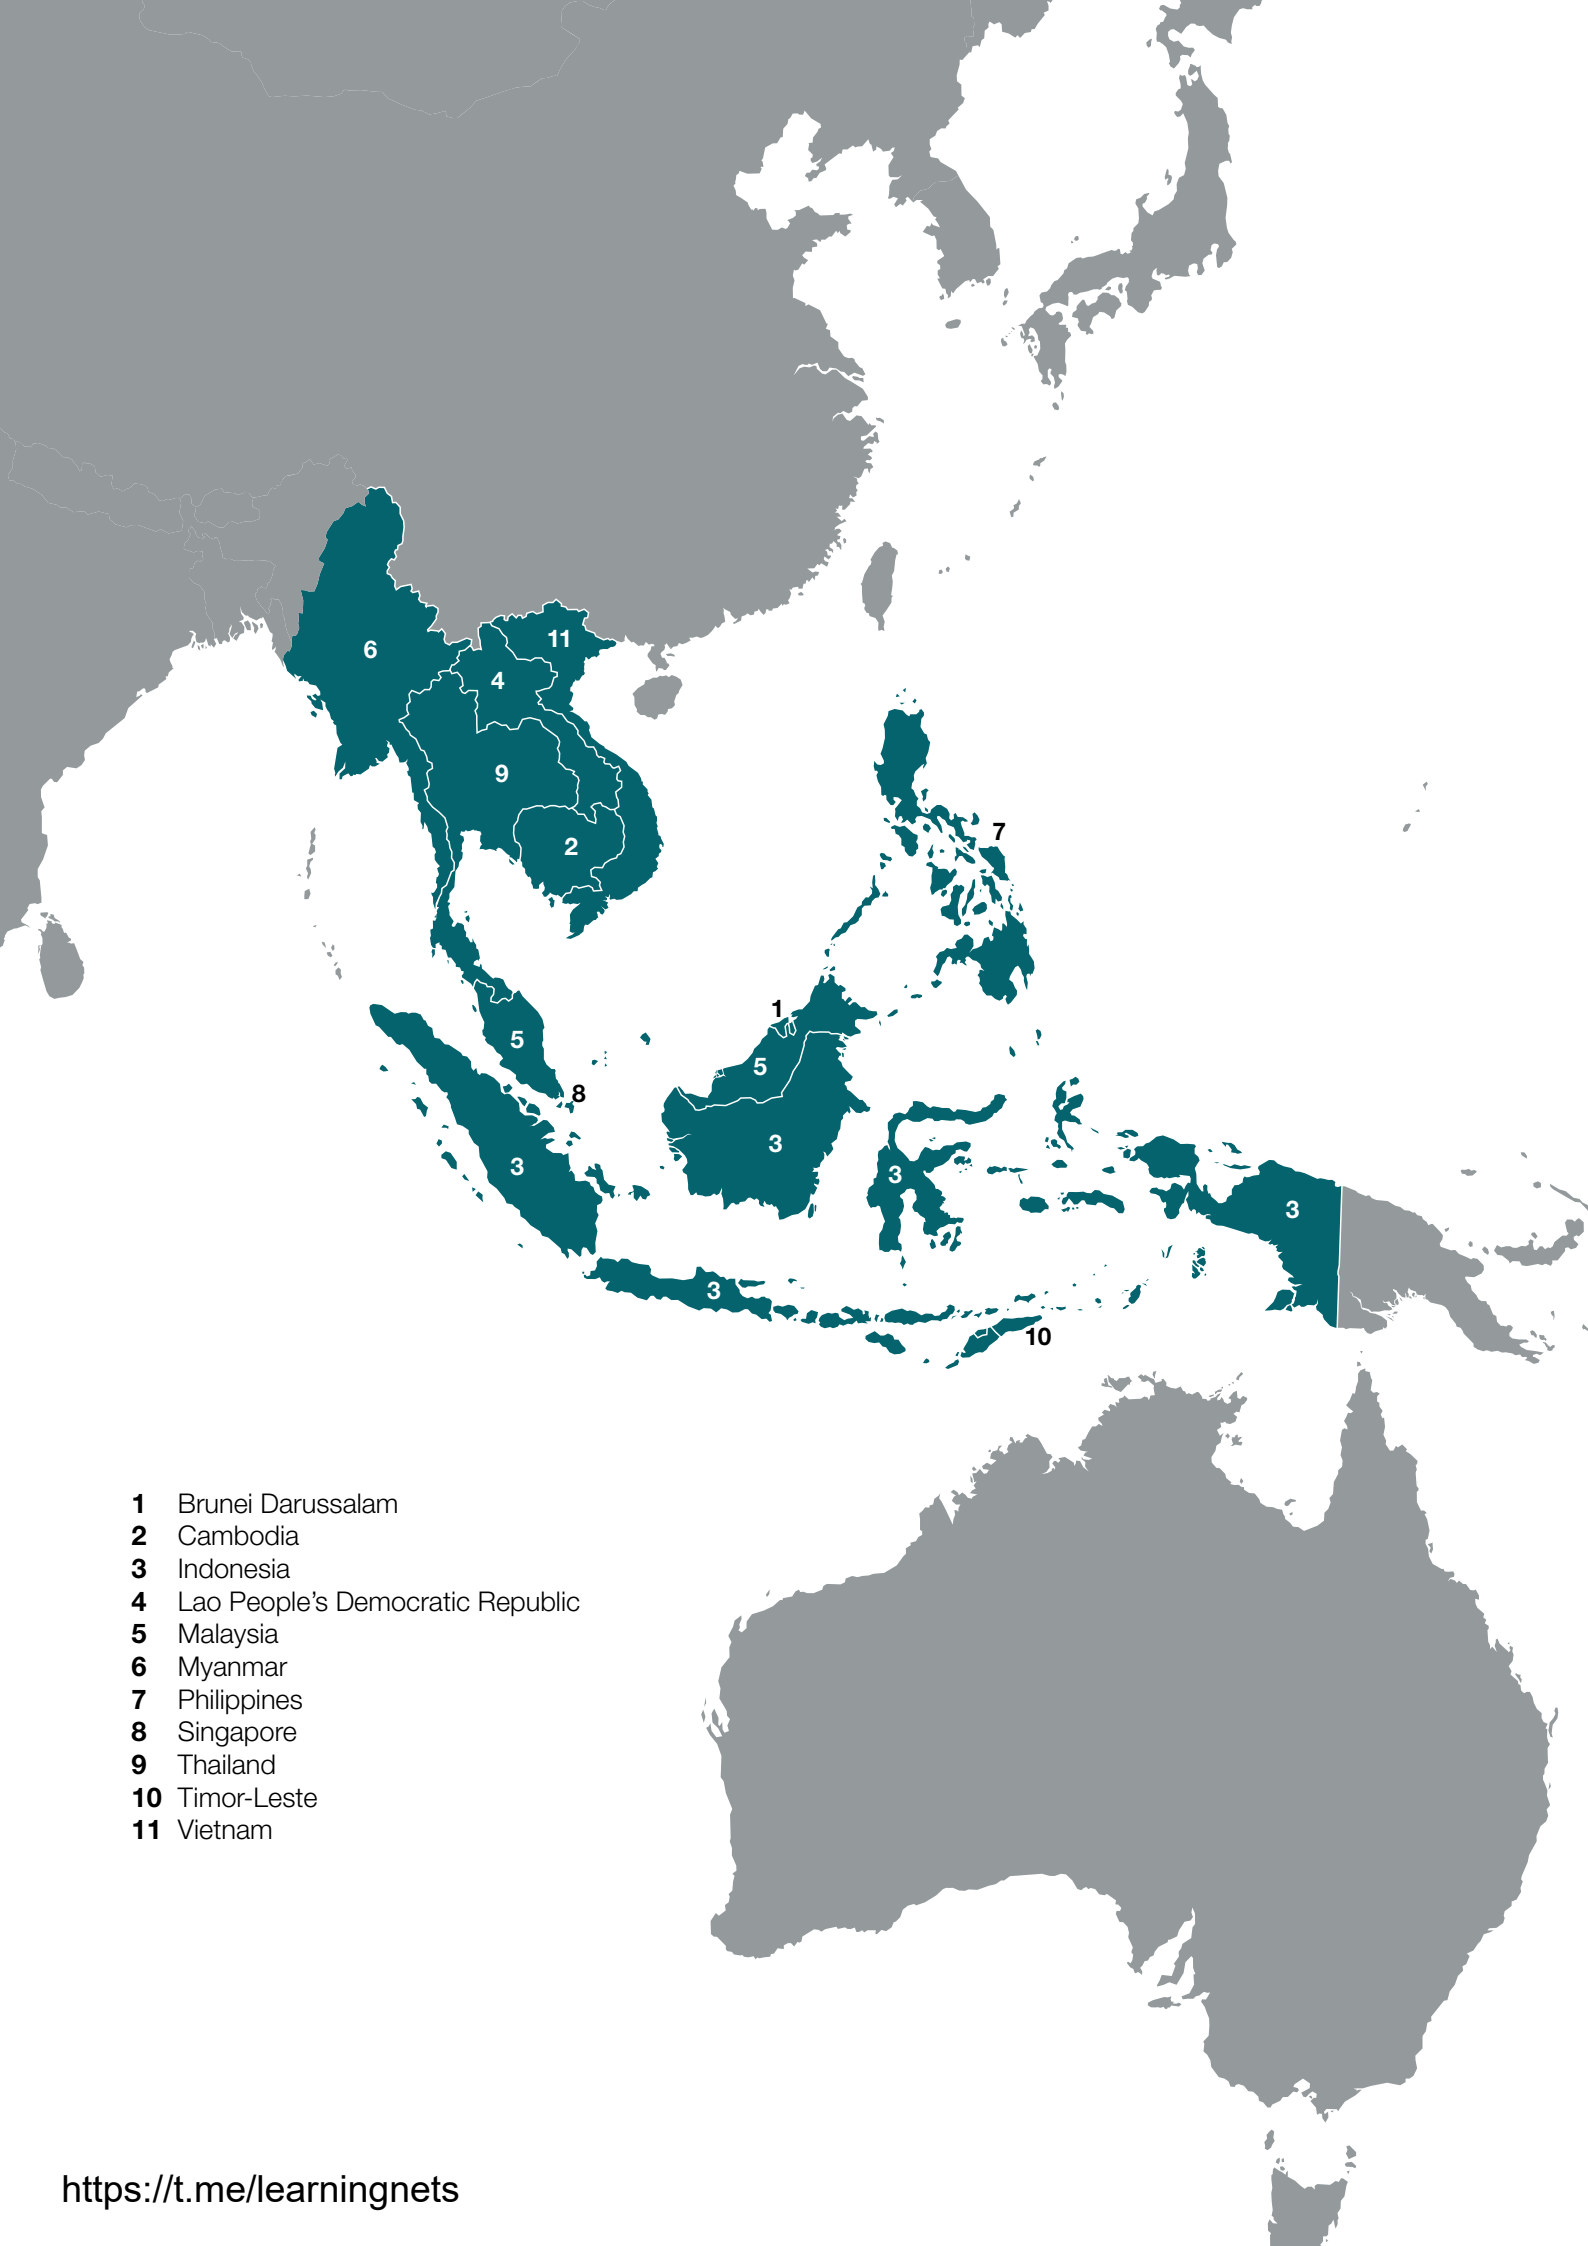 6
11
4
9
2
7
1
5
5
8
3
3
3
3
3
10
1 Brunei Darussalam
2 Cambodia
3 Indonesia
4 Lao People’s Democratic Republic
5 Malaysia
6 Myanmar
7 Philippines
8 Singapore
9 Thailand
10 Timor-Leste
11 Vietnam
https://t.me/learningnets